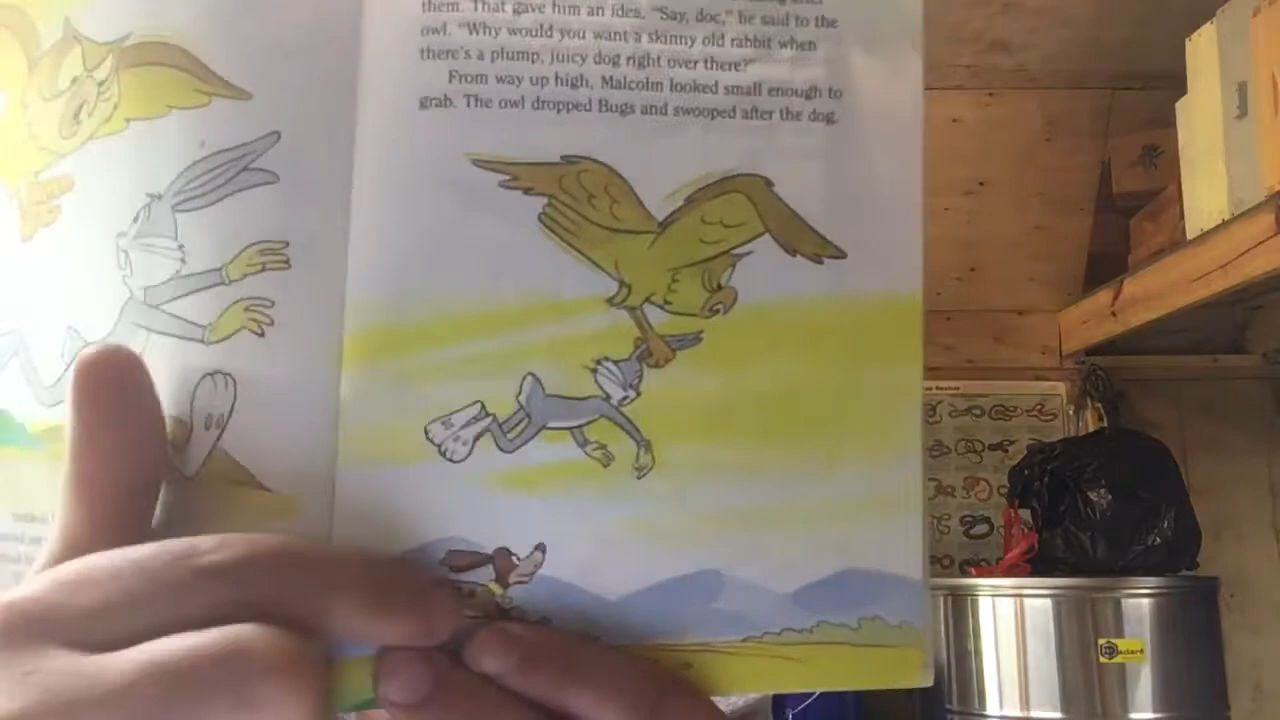 them. That gave him an idea. "Say, doc," he said to the
owl. "Why would you want a skinny old rabbit when
there's a plump, juicy dog right over there?"
From way up high, Malcolm looked small enough to
grab. The owl dropped Bugs and swooped after the dog.